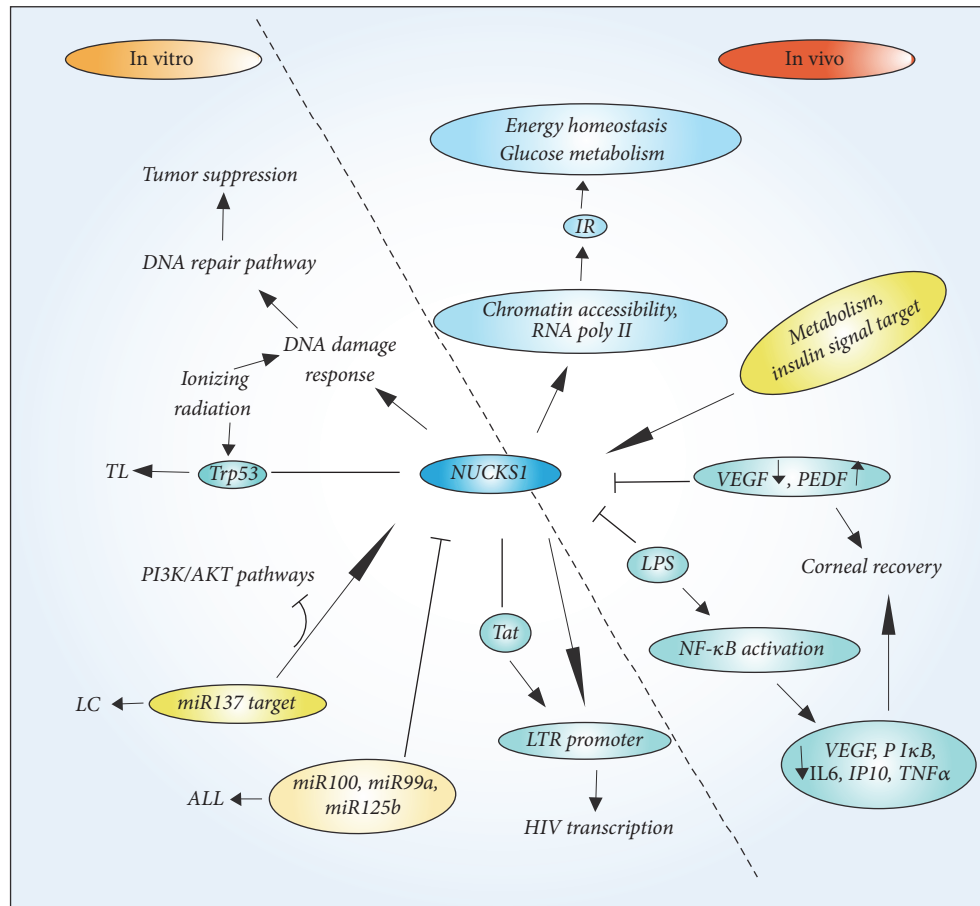 In vitro
In vivo
Energy homeostasis
Glucose metabolism
Tumor suppression
IR
DNA repair pathway
Chromatin accessibility,
RNA poly II
Metabolism,
insulin signal target
DNA damage
response
Ionizing
radiation
TL
Trp53
NUCKS1
VEGF , PEDF
LPS
Corneal recovery
PI3K/AKT pathways
Tat
NF-κB activation
LC
miR137 target
LTR promoter
VEGF, P IκB,
IL6, IP10, TNFα
ALL
miR100, miR99a,
miR125b
HIV transcription